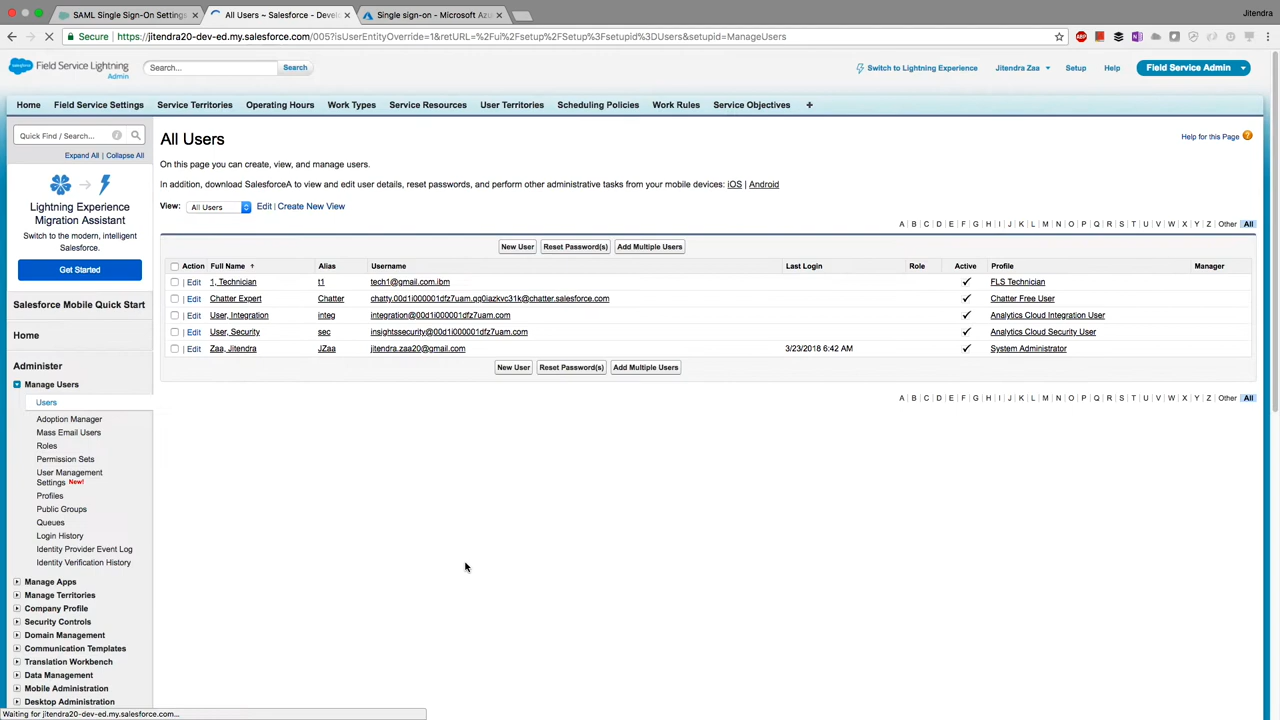 SAML Single Sign-On Settings
All Users ~ Salesforce - Devel
Single sign-on - Microsoft Az
Jitendra
Secure
https://jitendra20-dev-ed.my.salesforce.com/005?isUserEntityOverride=1&retURL=%2Fui%2Fsetup%2FSetup%3Fsetupid%3DUsers&setupid=ManageUsers
Field Service Lightning
Admin
Search...
Search
Switch to Lightning Experience
Jitendra Zaa
Setup
Help
Field Service Admin
Home
Field Service Settings
Service Territories
Operating Hours
Work Types
Service Resources
User Territories
Scheduling Policies
Work Rules
Service Objectives
+
Quick Find / Search...
Expand All | Collapse All
Lightning Experience
Migration Assistant
Switch to the modern, intelligent
Salesforce.
Get Started
Salesforce Mobile Quick Start
Home
Administer
Manage Users
Users
Adoption Manager
Mass Email Users
Roles
Permission Sets
User Management
Settings New!
Profiles
Public Groups
Queues
Login History
Identity Provider Event Log
Identity Verification History
Manage Apps
Manage Territories
Company Profile
Security Controls
Domain Management
Communication Templates
Translation Workbench
Data Management
Mobile Administration
Desktop Administration
All Users
Help for this Page
On this page you can create, view, and manage users.
In addition, download SalesforceA to view and edit user details, reset passwords, and perform other administrative tasks from your mobile devices: iOS | Android
View: All Users Edit | Create New View
A B C D E F G H I J K L M N O P Q R S T U V W X Y Z Other All
New User Reset Password(s) Add Multiple Users
Action Full Name ↑ Alias Username Last Login Role Active Profile Manager
Edit 1, Technician t1 tech1@gmail.com.ibm ✓ FLS Technician
Edit Chatter Expert Chatter chatty.00d1i000001dfz7uam.qq0iazkvc31k@chatter.salesforce.com ✓ Chatter Free User
Edit User, Integration integ integration@00d1i000001dfz7uam.com ✓ Analytics Cloud Integration User
Edit User, Security sec insightssecurity@00d1i000001dfz7uam.com ✓ Analytics Cloud Security User
Edit Zaa, Jitendra JZaa jitendra.zaa20@gmail.com 3/23/2018 6:42 AM ✓ System Administrator
New User Reset Password(s) Add Multiple Users
A B C D E F G H I J K L M N O P Q R S T U V W X Y Z Other All
Waiting for jitendra20-dev-ed.my.salesforce.com...